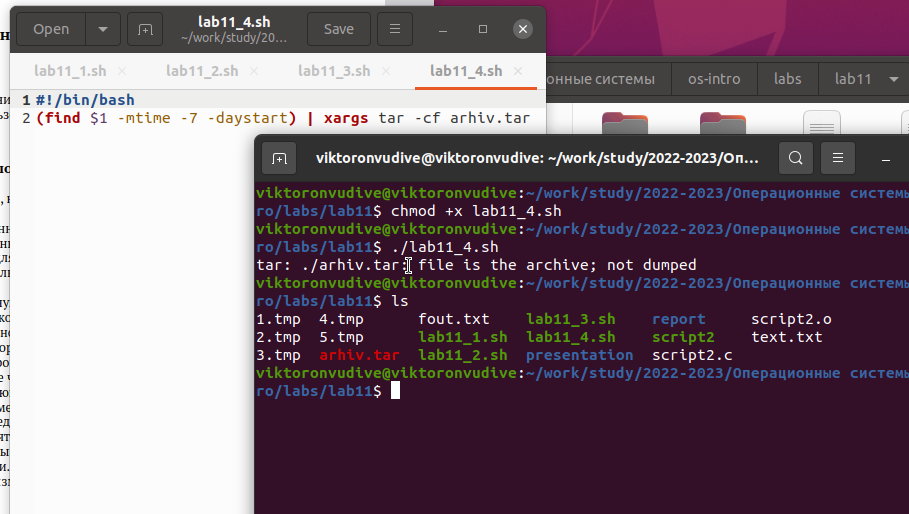 Open
lab11_4.sh
~/work/study/20...
Save
lab11_1.sh
lab11_2.sh
lab11_3.sh
lab11_4.sh
1 #!/bin/bash
2 (find $1 -mtime -7 -daystart) | xargs tar -cf arhiv.tar
онные системы
os-intro
labs
lab11
viktoronvudive@viktoronvudive: ~/work/study/2022-2023/Оп...
viktoronvudive@viktoronvudive:~/work/study/2022-2023/Операционные системы
ro/labs/lab11$ chmod +x lab11_4.sh
viktoronvudive@viktoronvudive:~/work/study/2022-2023/Операционные системы
ro/labs/lab11$ ./lab11_4.sh
tar: ./arhiv.tar: file is the archive; not dumped
viktoronvudive@viktoronvudive:~/work/study/2022-2023/Операционные системы
ro/labs/lab11$ ls
1.tmp 4.tmp fout.txt lab11_3.sh report script2.o
2.tmp 5.tmp lab11_1.sh lab11_4.sh script2 text.txt
3.tmp arhiv.tar lab11_2.sh presentation script2.c
viktoronvudive@viktoronvudive:~/work/study/2022-2023/Операционные системы
ro/labs/lab11$